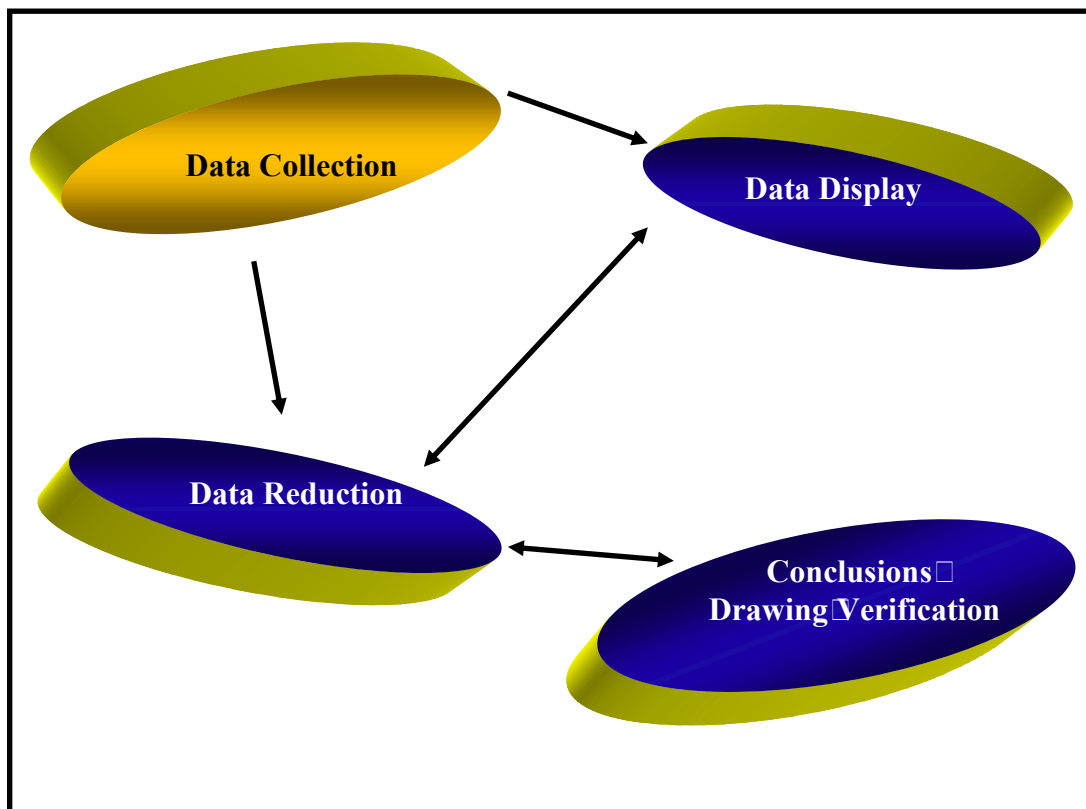 Data Collection
Data Display
Data Reduction
Conclusions□
Drawing□Verification